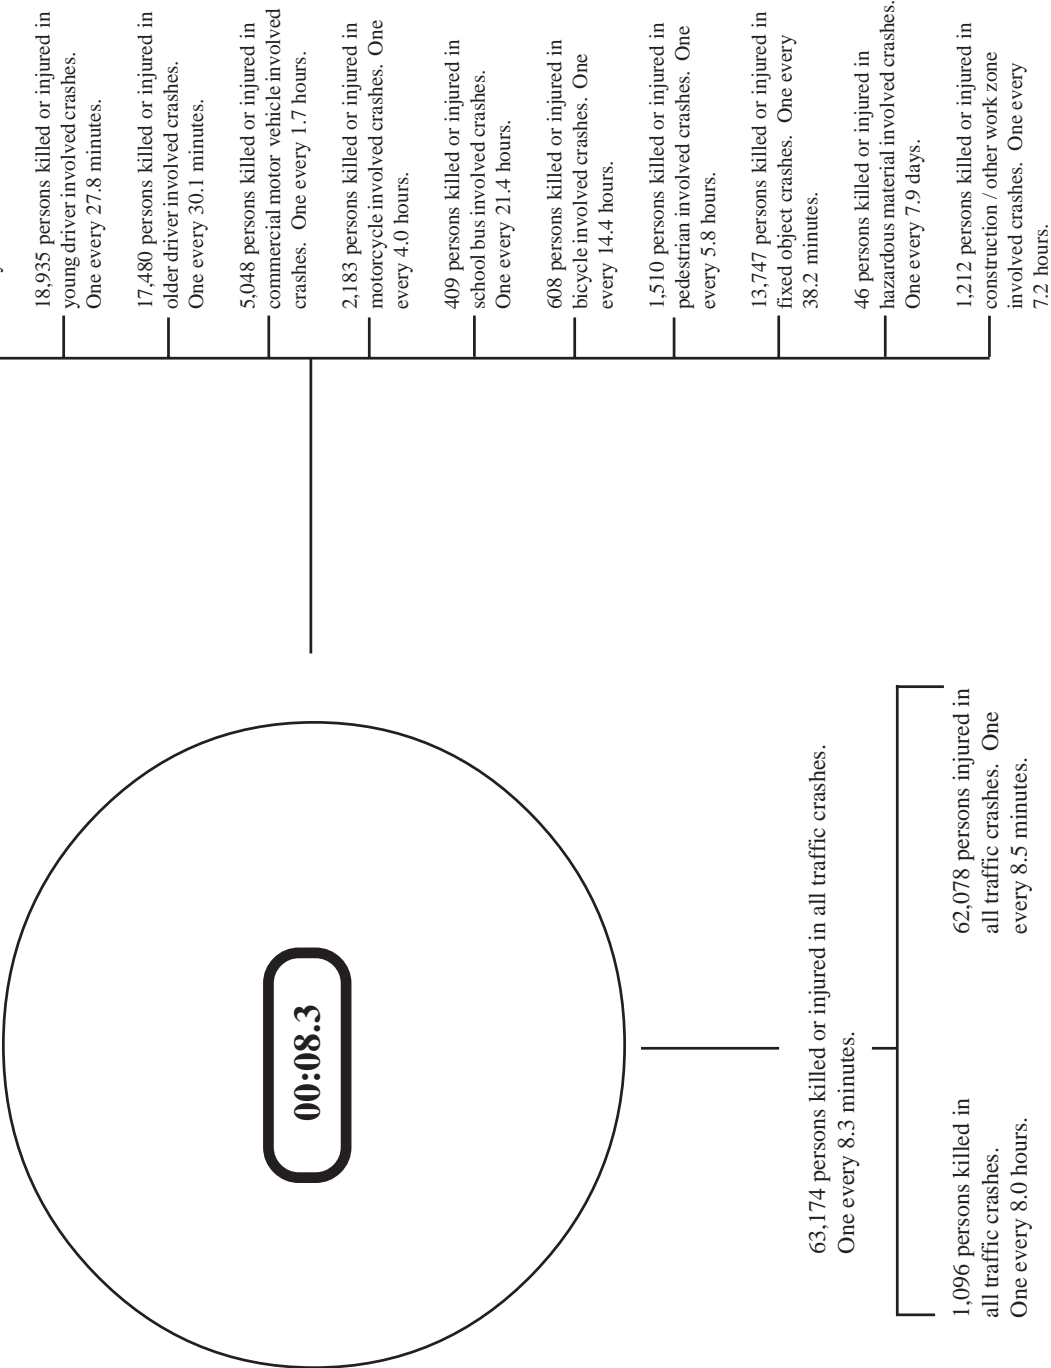 18,935 persons killed or injured in
young driver involved crashes.
One every 27.8 minutes.
17,480 persons killed or injured in
older driver involved crashes.
One every 30.1 minutes.
5,048 persons killed or injured in
commercial motor vehicle involved
crashes. One every 1.7 hours.
2,183 persons killed or injured in
motorcycle involved crashes. One
every 4.0 hours.
409 persons killed or injured in
school bus involved crashes.
One every 21.4 hours.
608 persons killed or injured in
bicycle involved crashes. One
every 14.4 hours.
1,510 persons killed or injured in
pedestrian involved crashes. One
every 5.8 hours.
13,747 persons killed or injured in
fixed object crashes. One every
38.2 minutes.
46 persons killed or injured in
hazardous material involved crashes.
One every 7.9 days.
1,212 persons killed or injured in
construction / other work zone
involved crashes. One every
7.2 hours.
00:08.3
63,174 persons killed or injured in all traffic crashes.
One every 8.3 minutes.
1,096 persons killed in
all traffic crashes.
One every 8.0 hours.
62,078 persons injured in
all traffic crashes. One
every 8.5 minutes.